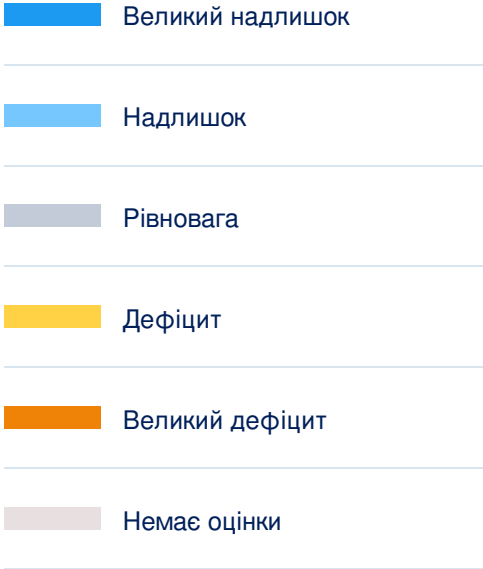 Великий надлишок
Надлишок
Рівновага
Дефіцит
Великий дефіцит
Немає оцінки